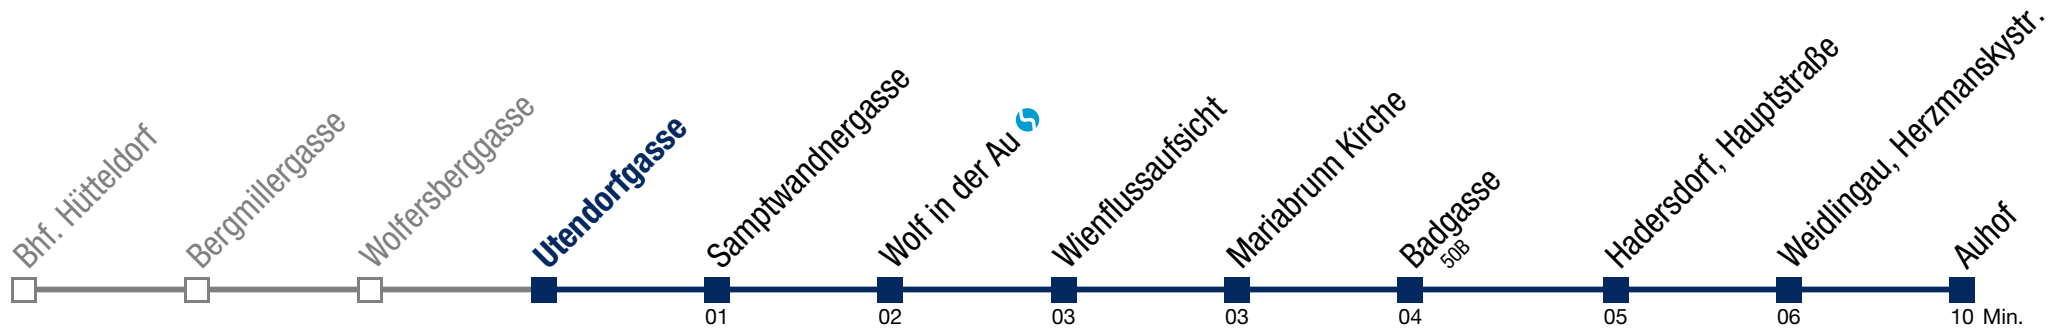 Bhf. Hütteldorf
Bergmillergasse
Wolfersberggasse
Utendorfgasse
Samptwandnergasse
Wolf in der Au
Wienflussaufsicht
Mariabrunn Kirche
Badgasse
50B
Hadersdorf, Hauptstraße
Weidlingau, Herzmanskystr.
Auhof
01 02 03 03 04 05 06 10 Min.